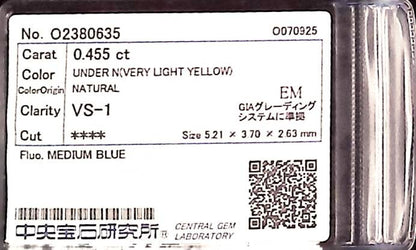 No. O2380635 O070925
Carat 0.455 ct
Color UNDER N(VERY LIGHT YELLOW)
ColorOrigin NATURAL
EM
Clarity VS-1
GIAグレーディング
システムに準拠
Cut ****
Size 5.21 × 3.70 × 2.63 mm
Fluo. MEDIUM BLUE
中央宝石研究所® CENTRAL GEM
LABORATORY